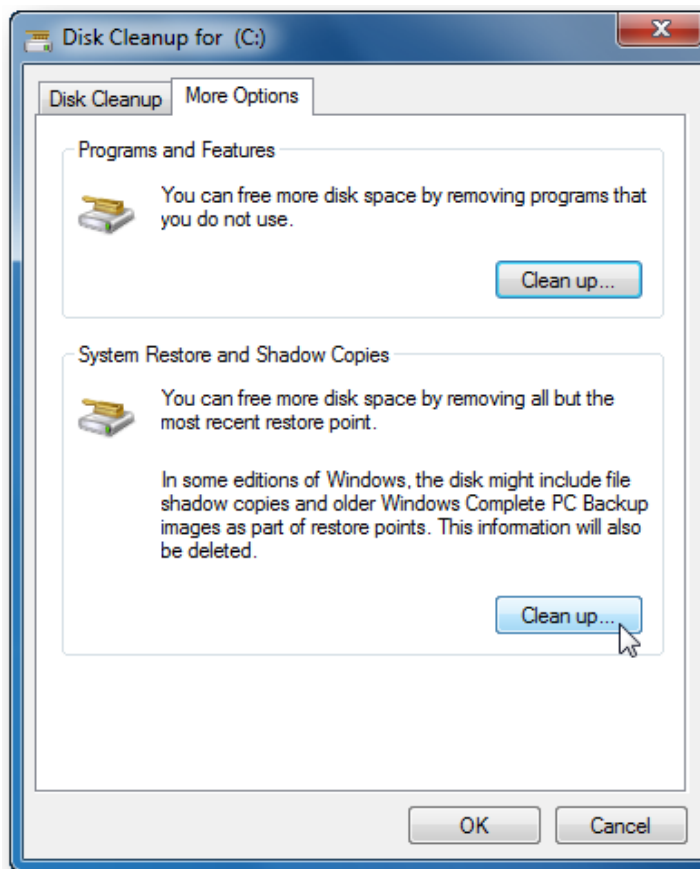 Disk Cleanup for  (C:)
Disk Cleanup
More Options
Programs and Features
You can free more disk space by removing programs that
you do not use.
Clean up...
System Restore and Shadow Copies
You can free more disk space by removing all but the
most recent restore point.
In some editions of Windows, the disk might include file
shadow copies and older Windows Complete PC Backup
images as part of restore points. This information will also
be deleted.
Clean up...
OK
Cancel